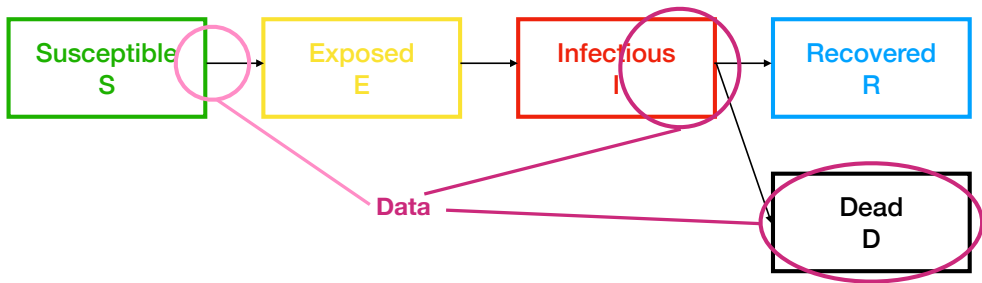 Susceptible
S
Exposed
E
Infectious
I
Recovered
R
Data
Dead
D